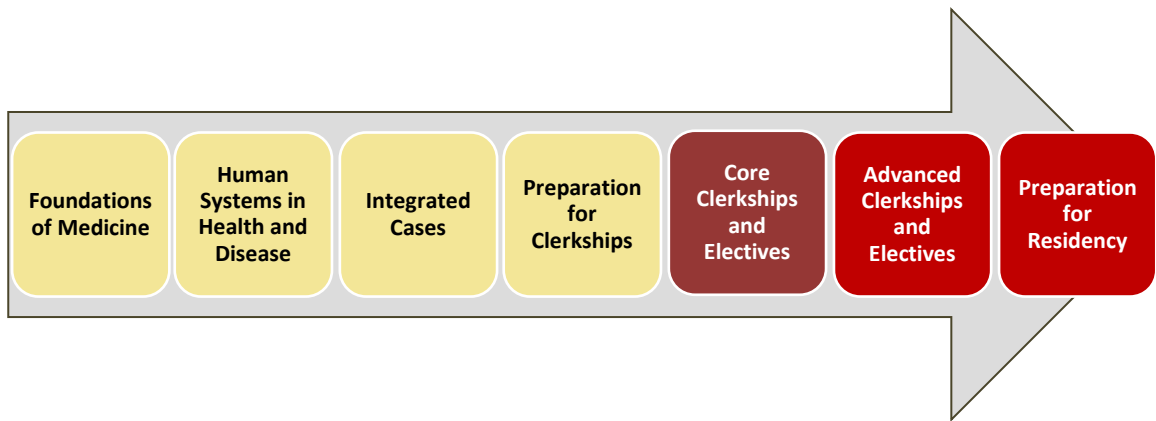 Foundations
of Medicine
Human
Systems in
Health and
Disease
Integrated
Cases
Preparation
for
Clerkships
Core
Clerkships
and
Electives
Advanced
Clerkships
and
Electives
Preparation
for
Residency